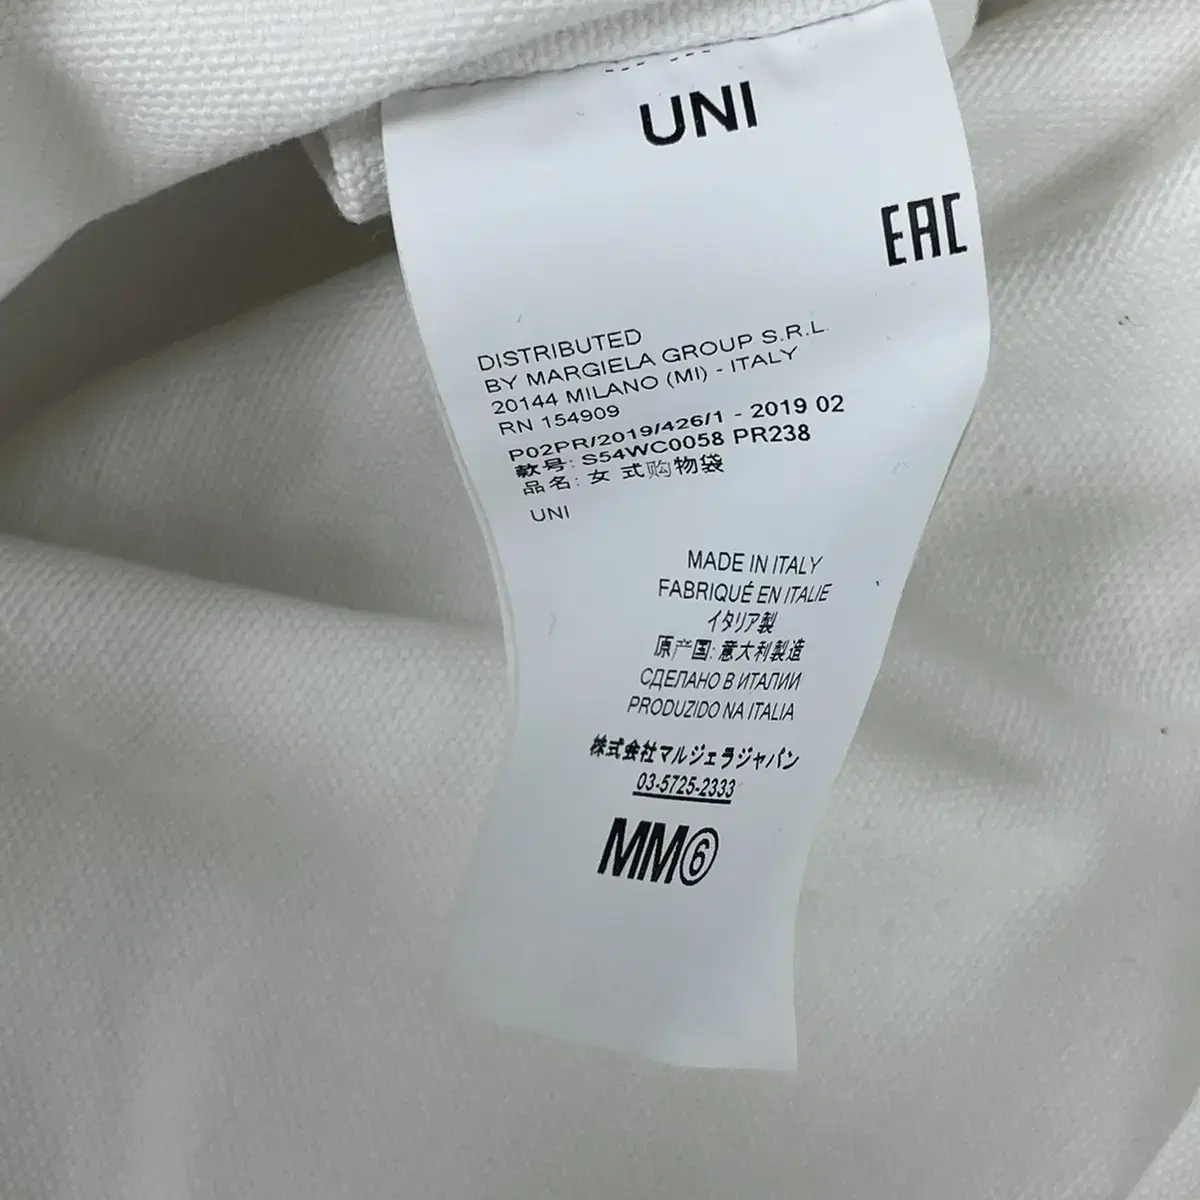 UNI
EAC
DISTRIBUTED
BY MARGIELA GROUP S.R.L.
20144 MILANO (MI) - ITALY
RN 154909
P02PR/2019/426/1 - 2019 02
款号: S54WC0058 PR238
品名: 女 式购物袋
UNI
MADE IN ITALY
FABRIQUÉ EN ITALIE
イタリア製
原产国: 意大利製造
СДЕЛАНО В ИТАЛИИ
PRODUZIDO NA ITALIA
株式会社マルジェラジャパン
03-5725-2333
MM⑥